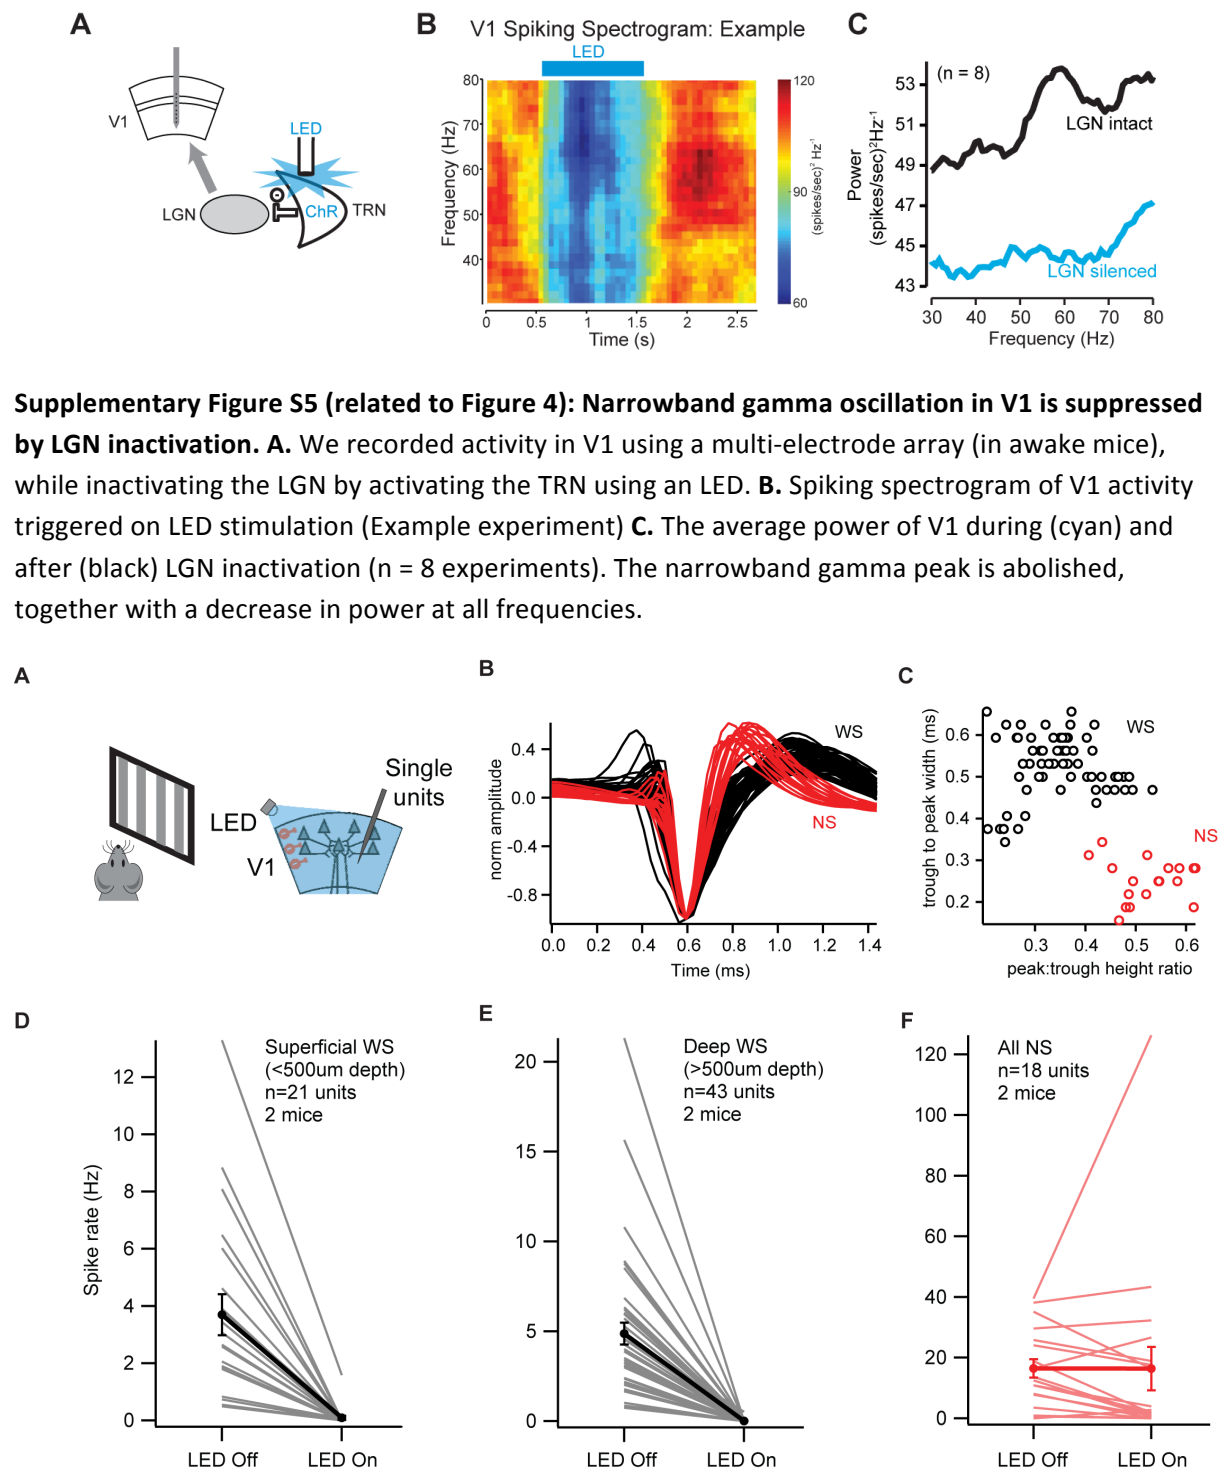 A
V1
LED
LGN
ChR
TRN
B
V1 Spiking Spectrogram: Example
LED
80
70
60
50
40
Frequency (Hz)
0
0.5
1
1.5
2
2.5
Time (s)
120
90
60
(spikes/sec)² Hz⁻¹
C
(n = 8)
53
51
49
47
45
43
Power
(spikes/sec)²Hz⁻¹
LGN intact
LGN silenced
30
40
50
60
70
80
Frequency (Hz)
Supplementary Figure S5 (related to Figure 4): Narrowband gamma oscillation in V1 is suppressed
by LGN inactivation. A. We recorded activity in V1 using a multi-electrode array (in awake mice),
while inactivating the LGN by activating the TRN using an LED. B. Spiking spectrogram of V1 activity
triggered on LED stimulation (Example experiment) C. The average power of V1 during (cyan) and
after (black) LGN inactivation (n = 8 experiments). The narrowband gamma peak is abolished,
together with a decrease in power at all frequencies.
A
LED
V1
Single
units
B
norm amplitude
0.4
0.0
-0.4
-0.8
WS
NS
0.0
0.2
0.4
0.6
0.8
1.0
1.2
1.4
Time (ms)
C
trough to peak width (ms)
0.6
0.5
0.4
0.3
0.2
WS
NS
0.3
0.4
0.5
0.6
peak:trough height ratio
D
Spike rate (Hz)
12
10
8
6
4
2
0
Superficial WS
(<500um depth)
n=21 units
2 mice
LED Off
LED On
E
20
15
10
5
0
Deep WS
(>500um depth)
n=43 units
2 mice
LED Off
LED On
F
120
100
80
60
40
20
0
All NS
n=18 units
2 mice
LED Off
LED On